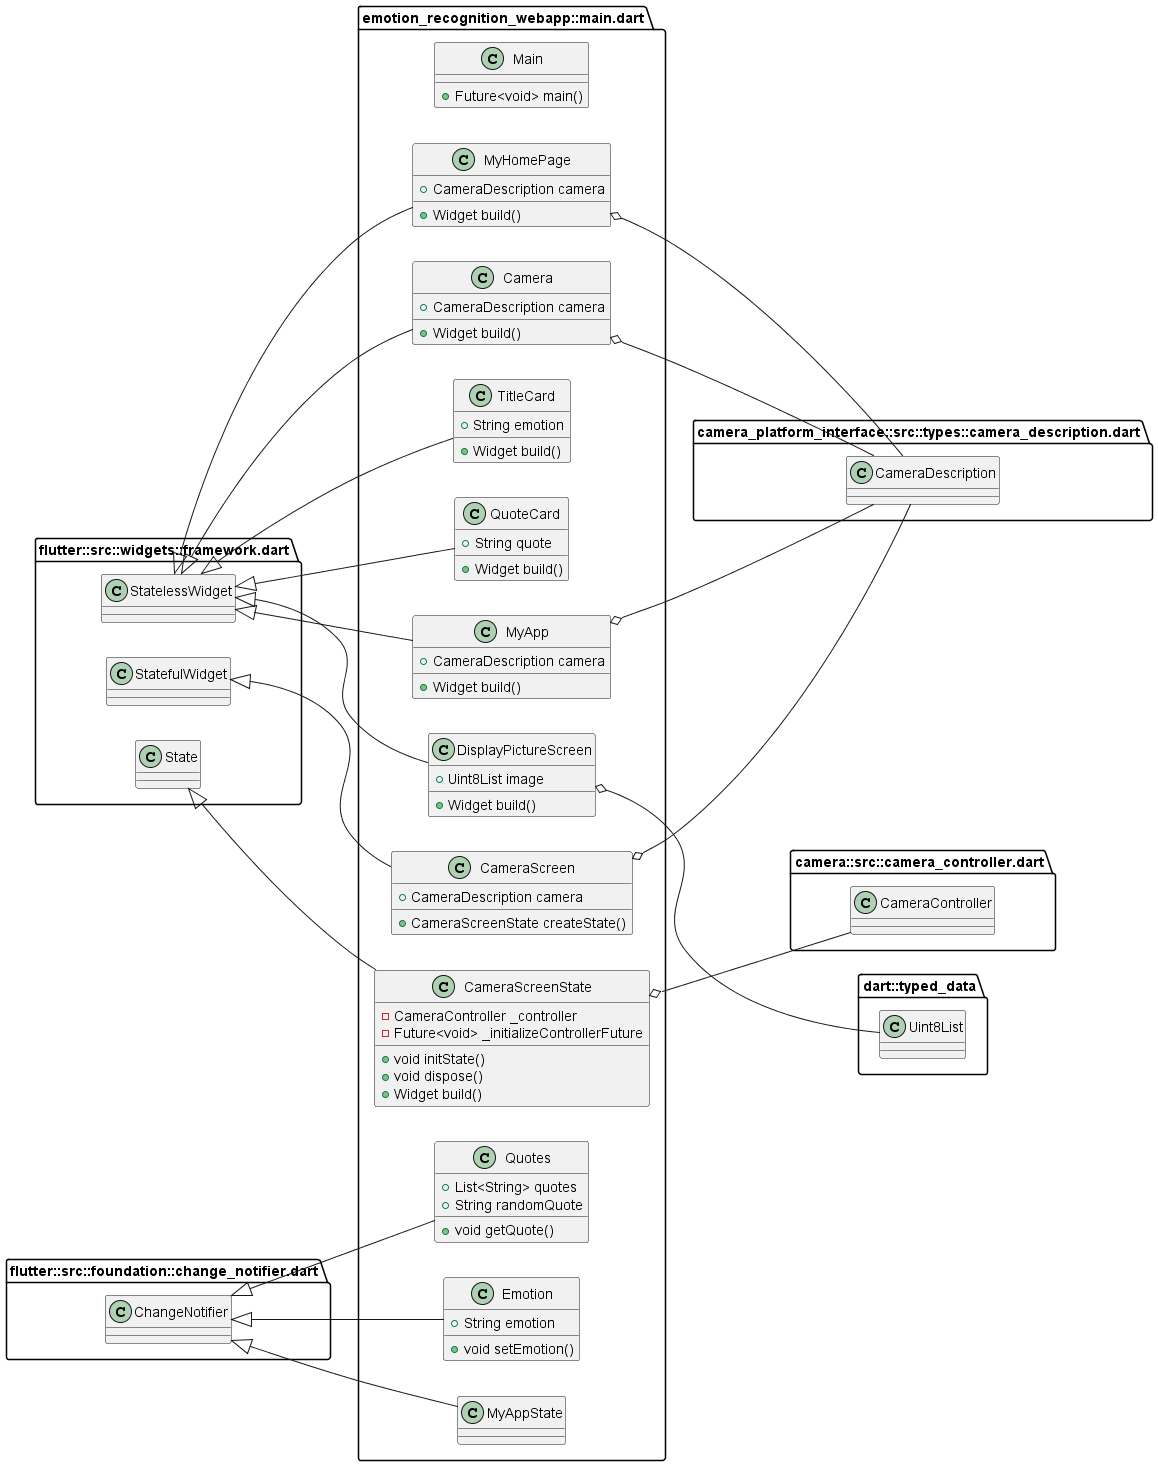 emotion_recognition_webapp::main.dart
C Main
Future<void> main()
C MyHomePage
CameraDescription camera
Widget build()
C Camera
CameraDescription camera
Widget build()
C TitleCard
String emotion
Widget build()
C QuoteCard
String quote
Widget build()
C MyApp
CameraDescription camera
Widget build()
C DisplayPictureScreen
Uint8List image
Widget build()
C CameraScreen
CameraDescription camera
CameraScreenState createState()
C CameraScreenState
CameraController _controller
Future<void> _initializeControllerFuture
void initState()
void dispose()
Widget build()
C Quotes
List<String> quotes
String randomQuote
void getQuote()
C Emotion
String emotion
void setEmotion()
C MyAppState
flutter::src::widgets::framework.dart
C StatelessWidget
C StatefulWidget
C State
flutter::src::foundation::change_notifier.dart
C ChangeNotifier
camera_platform_interface::src::types::camera_description.dart
C CameraDescription
camera::src::camera_controller.dart
C CameraController
dart::typed_data
C Uint8List